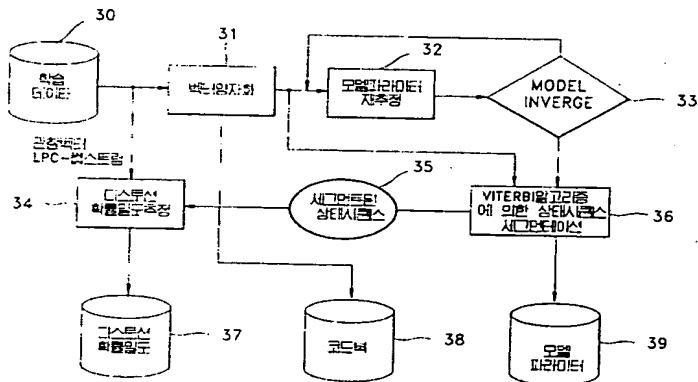 30
학습
데이타
31
벡터양자화
32
모델파라미터
재추정
MODEL
INVERGE
33
관찰벡터
LPC-켑스트럼
34
디스토션
확률밀도추정
35
세그먼트된
상태시퀀스
VITERBI알고리즘
에 의한 상태시퀀스
세그먼테이션
36
디스토션
확률밀도
37
코드북
38
모델
파라미터
39